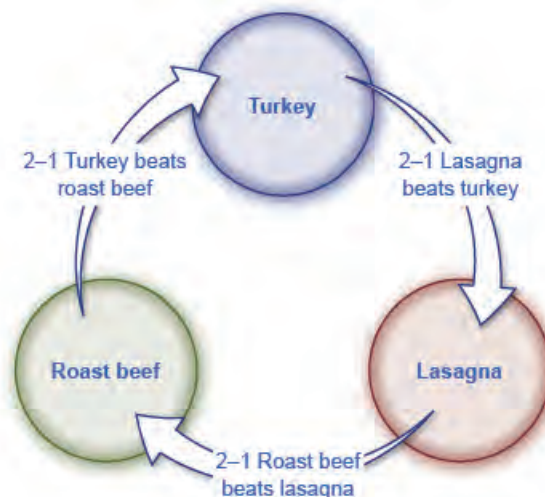 Turkey
2–1 Turkey beats
roast beef
2–1 Lasagna
beats turkey
Roast beef
Lasagna
2–1 Roast beef
beats lasagna